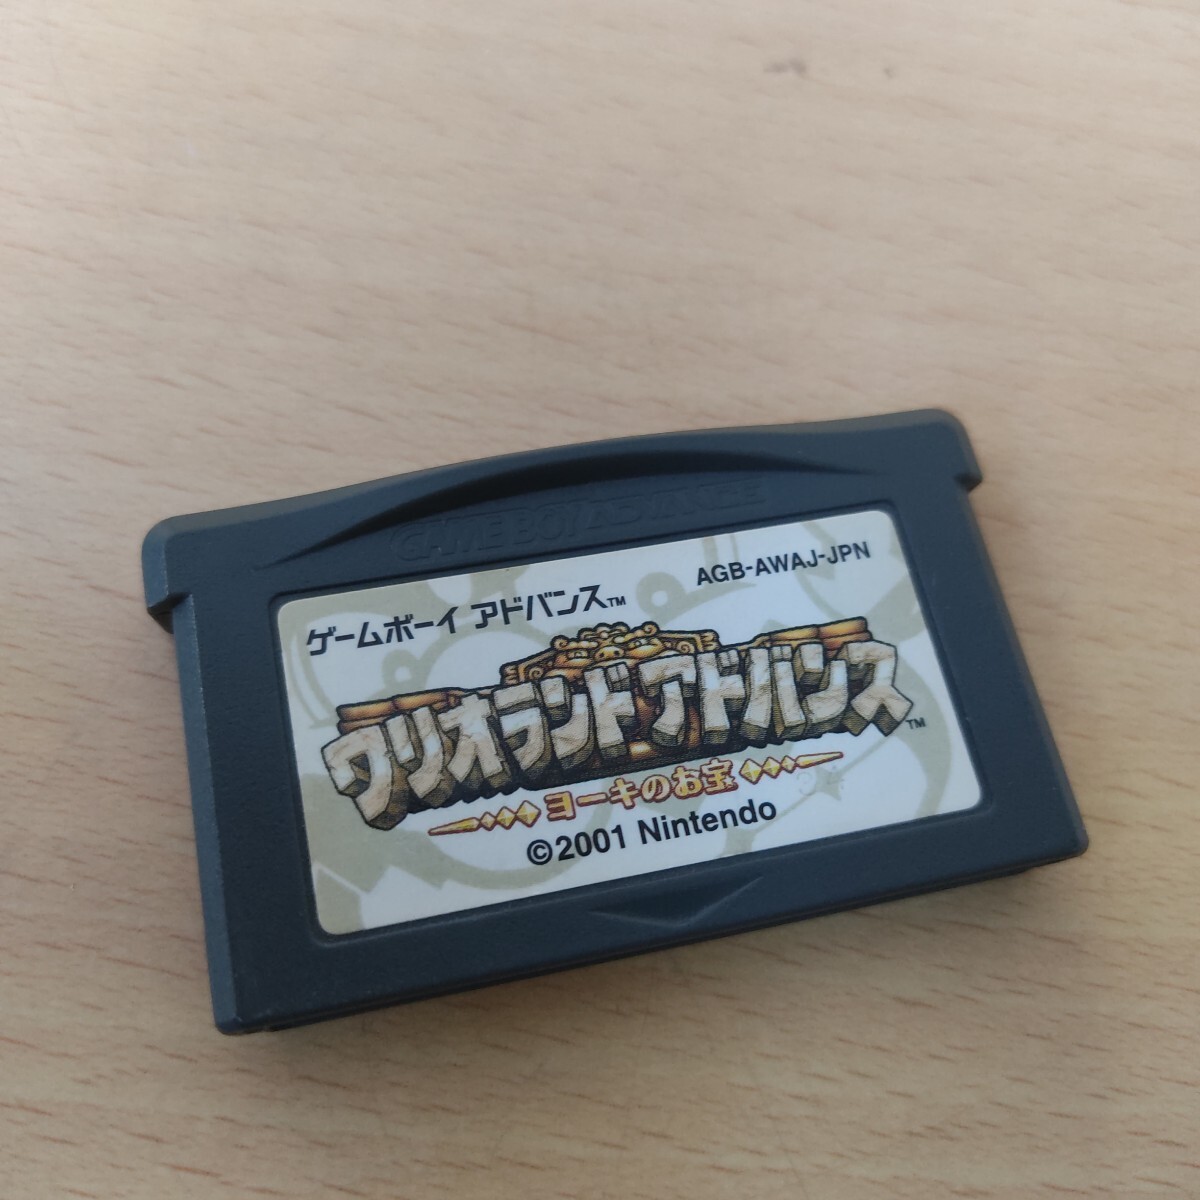 GAME BOY ADVANCE
AGB-AWAJ-JPN
ゲームボーイ アドバンス™
ワリオランドアドバンス™
ヨーキのお宝
©2001 Nintendo